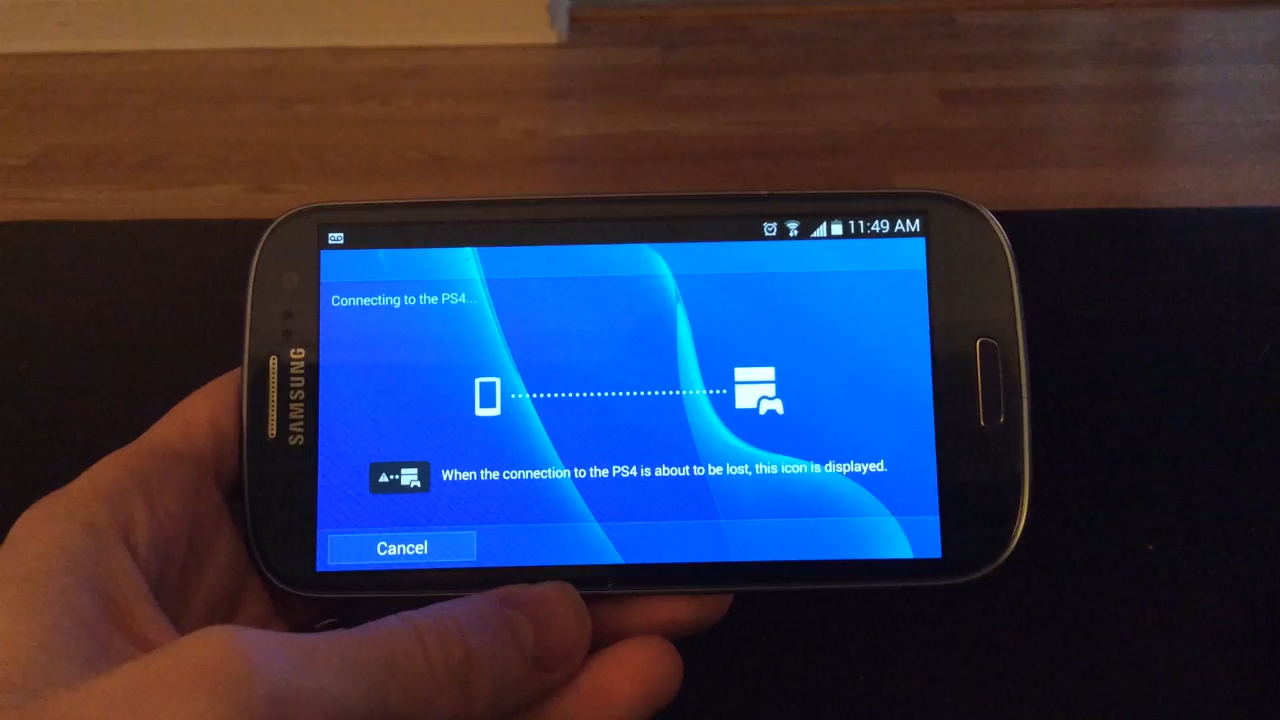 11:49 AM
Connecting to the PS4...
When the connection to the PS4 is about to be lost, this icon is displayed.
Cancel
SAMSUNG